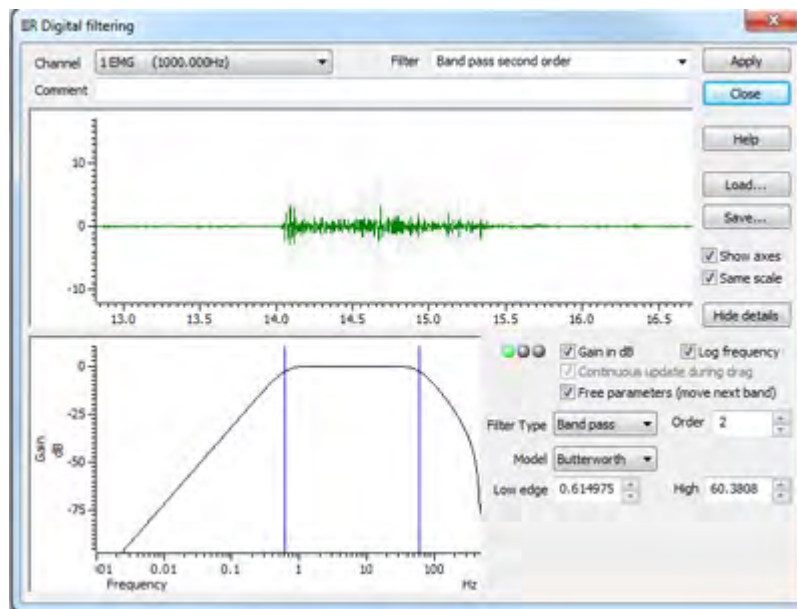 IIR Digital filtering
Channel 1 EMG (1000.000Hz) Filter Band pass second order Apply
Comment Close
Help
Load...
Save...
Show axes
Same scale
Hide details
10
0
-10
13.0 13.5 14.0 14.5 15.0 15.5 16.0 16.5
Gain in dB Log frequency
Continuous update during drag
Free parameters (move next band)
Filter Type Band pass Order 2
Model Butterworth
Low edge 0.614975 High 60.3808
0
-25
-50
-75
Gain
dB
01 0.01 0.1 1 10 100
Frequency Hz